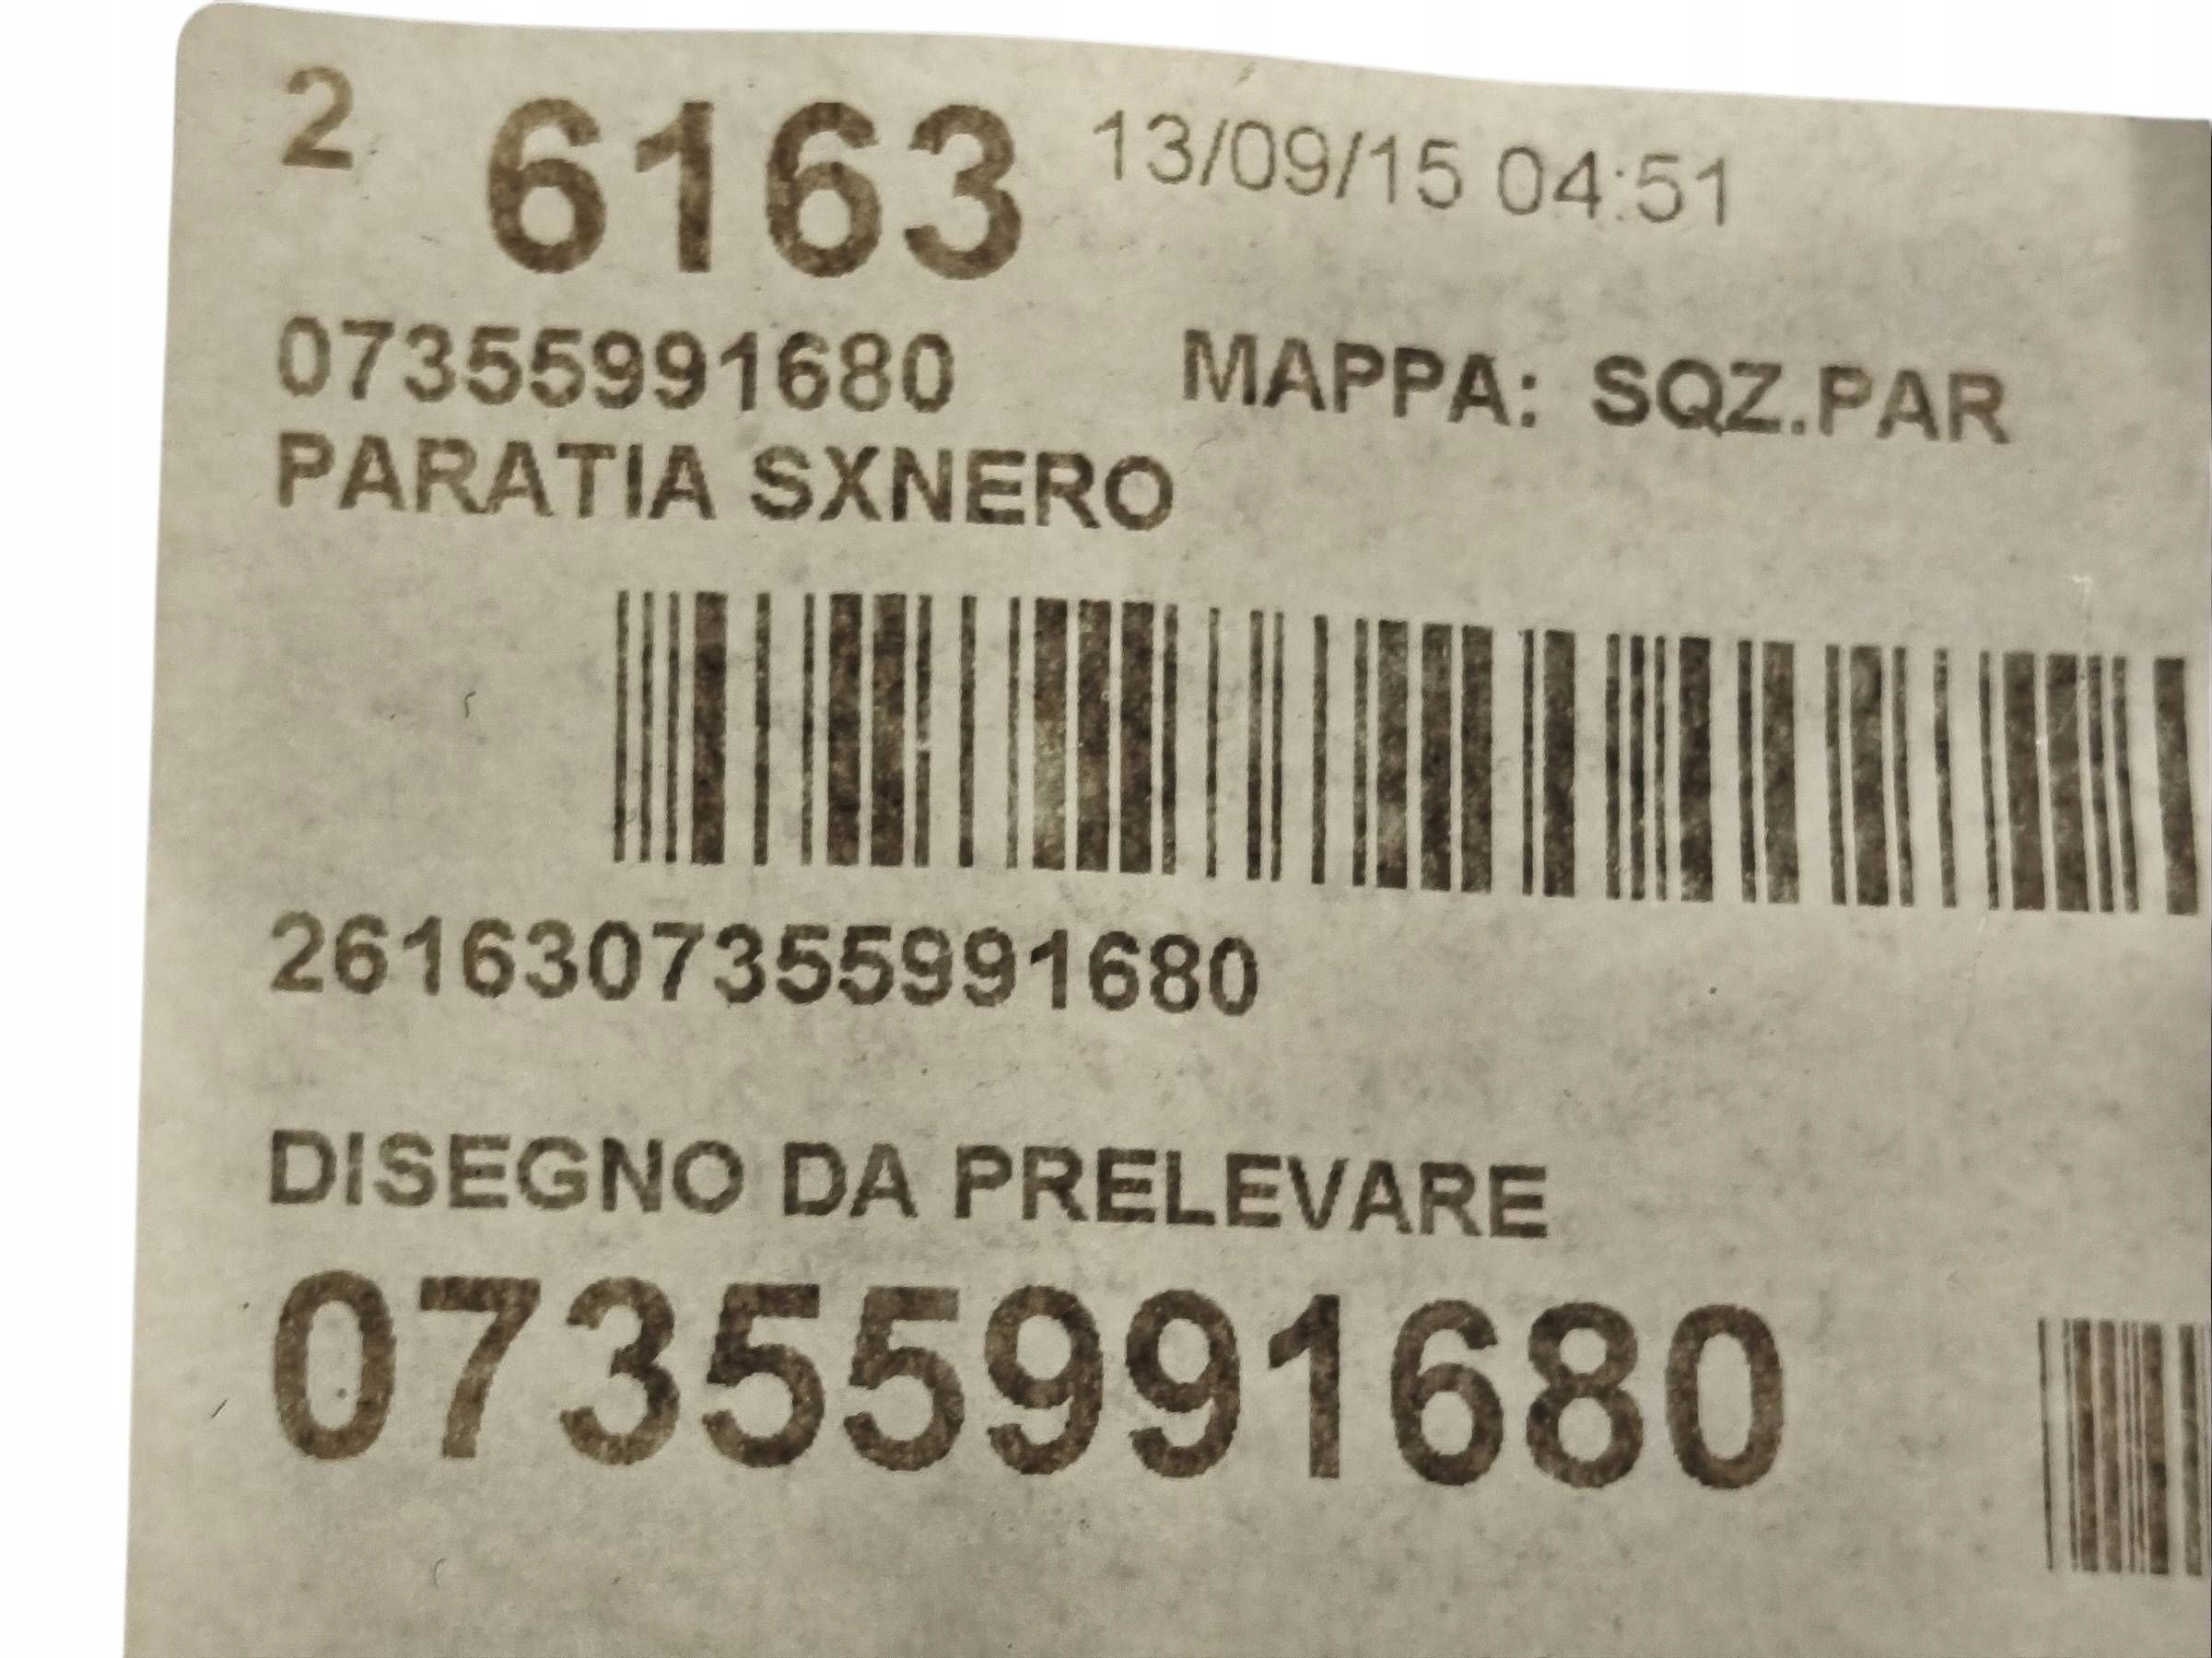 2 6163 13/09/15 04:51
07355991680 MAPPA: SQZ.PAR
PARATIA SXNERO
2616307355991680
DISEGNO DA PRELEVARE
07355991680